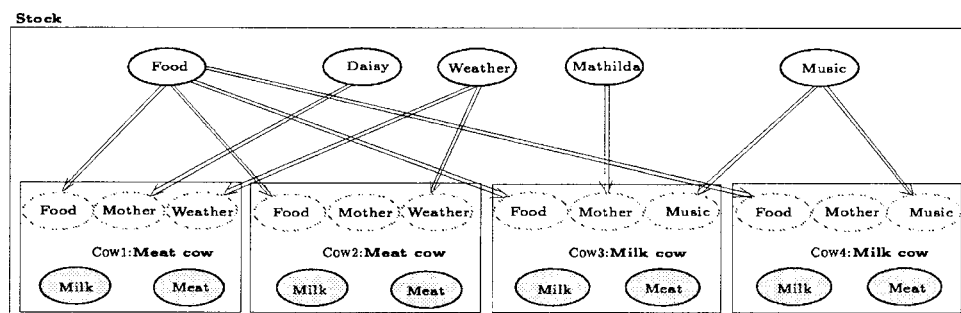 Stock
Food Daisy Weather Mathilda Music
Food Mother Weather Food Mother Weather Food Mother Music Food Mother Music
Cow1:Meat cow Cow2:Meat cow Cow3:Milk cow Cow4:Milk cow
Milk Meat Milk Meat Milk Meat Milk Meat